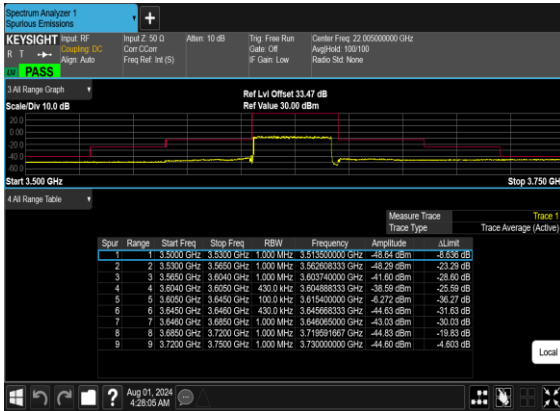 Spectrum Analyzer 1
Spurious Emissions
+
KEYSIGHT Input: RF Input Z: 50 Ω Atten: 10 dB Trig: Free Run Center Freq: 22.005000000 GHz
R T Coupling: DC Corr CCorr Gate: Off Avg|Hold: 100/100
Align: Auto Freq Ref: Int (S) IF Gain: Low Radio Std: None
PASS
3 All Range Graph Ref Lvl Offset 33.47 dB
Scale/Div 10.0 dB Ref Value 30.00 dBm
20.0
0.00
-20.0
-40.0
-60.0
Start 3.500 GHz Stop 3.750 GH
4 All Range Table
Measure Trace Trace 1
Trace Type Trace Average (Active)
Spur Range Start Freq Stop Freq RBW Frequency Amplitude ΔLimit
1 1 3.5000 GHz 3.5300 GHz 1.000 MHz 3.513500000 GHz -48.64 dBm -8.636 dB
2 2 3.5300 GHz 3.5650 GHz 1.000 MHz 3.562608333 GHz -48.29 dBm -23.29 dB
3 3 3.5650 GHz 3.6040 GHz 1.000 MHz 3.603740000 GHz -41.60 dBm -28.60 dB
4 4 3.6040 GHz 3.6050 GHz 430.0 kHz 3.604888333 GHz -38.59 dBm -25.59 dB
5 5 3.6050 GHz 3.6450 GHz 100.0 kHz 3.615400000 GHz -6.272 dBm -36.27 dB
6 6 3.6450 GHz 3.6460 GHz 430.0 kHz 3.645668333 GHz -44.63 dBm -31.63 dB
7 7 3.6460 GHz 3.6850 GHz 1.000 MHz 3.646065000 GHz -43.03 dBm -30.03 dB
8 8 3.6850 GHz 3.7200 GHz 1.000 MHz 3.719591667 GHz -44.83 dBm -19.83 dB
9 9 3.7200 GHz 3.7500 GHz 1.000 MHz 3.730000000 GHz -44.60 dBm -4.603 dB
Local
? Aug 01, 2024
4:28:05 AM